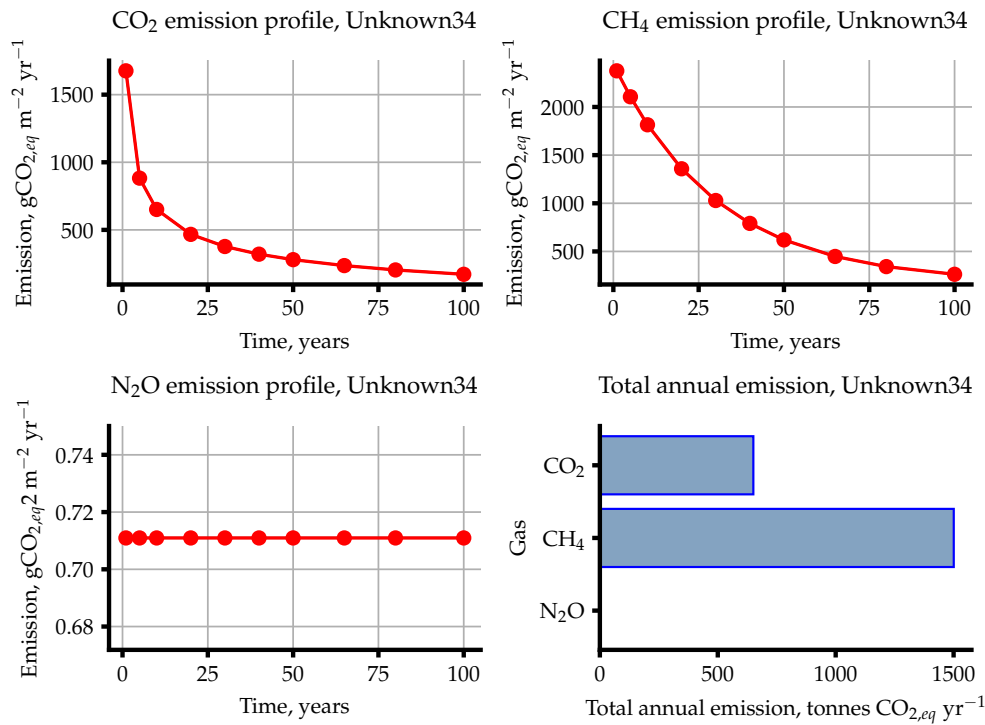 CO₂ emission profile, Unknown34
Emission, gCO₂,eq m⁻² yr⁻¹
1500
1000
500
0 25 50 75 100
Time, years
CH₄ emission profile, Unknown34
Emission, gCO₂,eq m⁻² yr⁻¹
2000
1500
1000
500
0 25 50 75 100
Time, years
N₂O emission profile, Unknown34
Emission, gCO₂,eq2 m⁻² yr⁻¹
0.74
0.72
0.70
0.68
0 25 50 75 100
Time, years
Total annual emission, Unknown34
Gas
CO₂
CH₄
N₂O
0 500 1000 1500
Total annual emission, tonnes CO₂,eq yr⁻¹